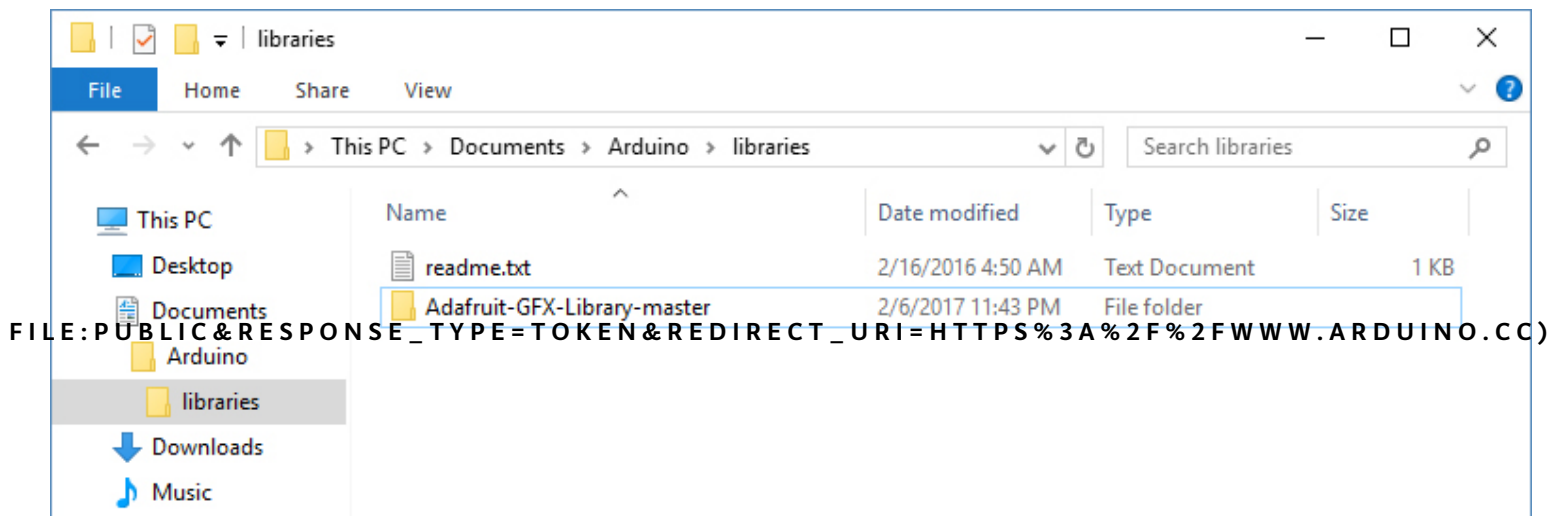 libraries
File Home Share View
This PC > Documents > Arduino > libraries Search libraries
This PC Name Date modified Type Size
Desktop readme.txt 2/16/2016 4:50 AM Text Document 1 KB
Documents Adafruit-GFX-Library-master 2/6/2017 11:43 PM File folder
FILE:PUBLIC&RESPONSE_TYPE=TOKEN&REDIRECT_URI=HTTPS%3A%2F%2FWWW.ARDUINO.CC)
Arduino
libraries
Downloads
Music